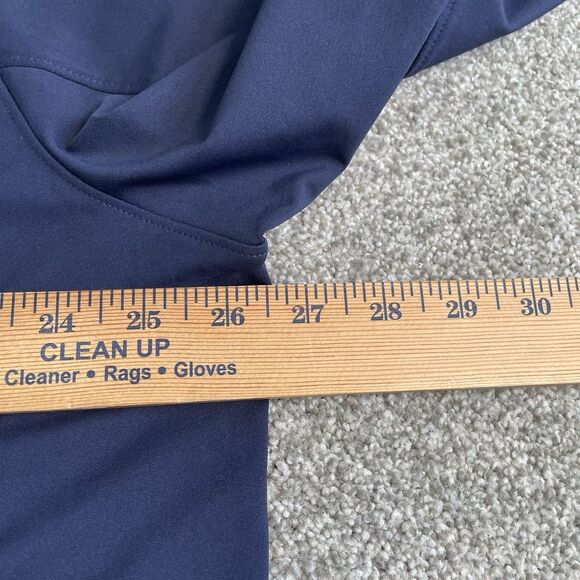 24 25 26 27 28 29 30
CLEAN UP
Cleaner • Rags • Gloves